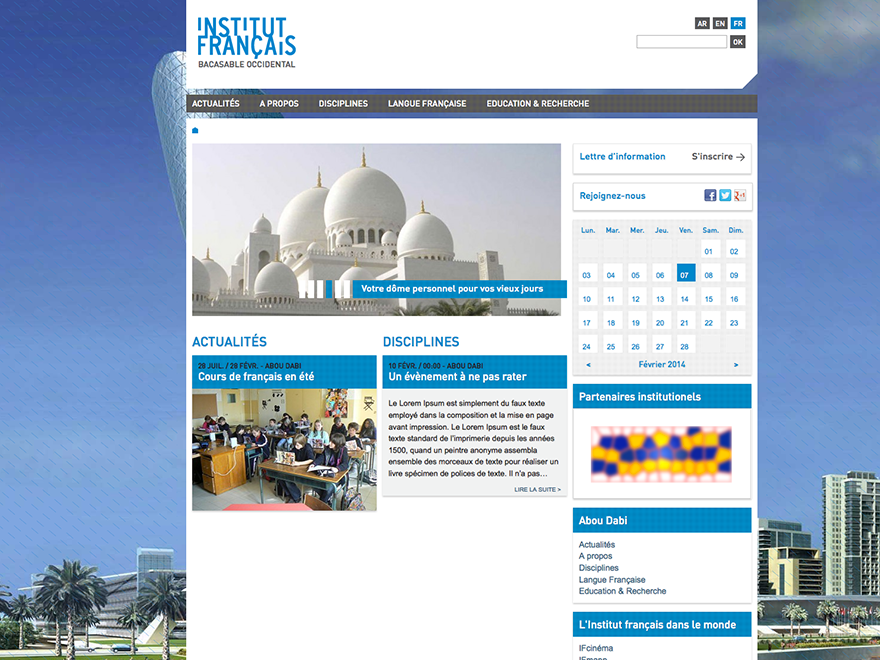 INSTITUT
FRANÇAIS
BACASABLE OCCIDENTAL
AR EN FR
OK
ACTUALITÉS A PROPOS DISCIPLINES LANGUE FRANÇAISE EDUCATION & RECHERCHE
Votre dôme personnel pour vos vieux jours
ACTUALITÉS
28 JUIL. / 28 FÉVR. - ABOU DABI
Cours de français en été
DISCIPLINES
10 FÉVR. / 00:00 - ABOU DABI
Un évènement à ne pas rater
Le Lorem Ipsum est simplement du faux texte
employé dans la composition et la mise en page
avant impression. Le Lorem Ipsum est le faux
texte standard de l'imprimerie depuis les années
1500, quand un peintre anonyme assembla
ensemble des morceaux de texte pour réaliser un
livre spécimen de polices de texte. Il n'a pas...
LIRE LA SUITE >
Lettre d'information S'inscrire
Rejoignez-nous
Lun. Mar. Mer. Jeu. Ven. Sam. Dim.
01 02
03 04 05 06 07 08 09
10 11 12 13 14 15 16
17 18 19 20 21 22 23
24 25 26 27 28
< Février 2014 >
Partenaires institutionels
Abou Dabi
Actualités
A propos
Disciplines
Langue Française
Education & Recherche
L'Institut français dans le monde
IFcinéma
IFmapp